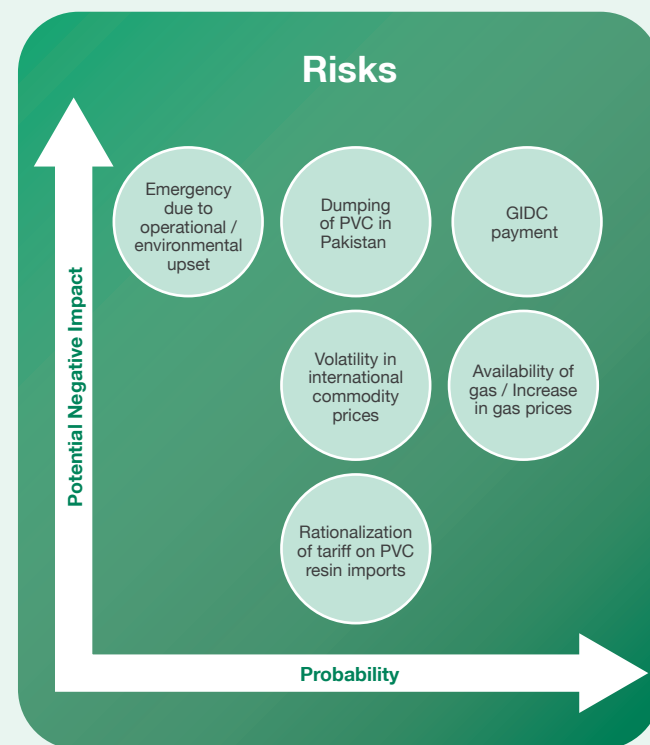 Risks
Potential Negative Impact
Emergency
due to
operational /
environmental
upset
Dumping
of PVC in
Pakistan
GIDC
payment
Volatility in
international
commodity
prices
Availability of
gas / Increase
in gas prices
Rationalization
of tariff on PVC
resin imports
Probability